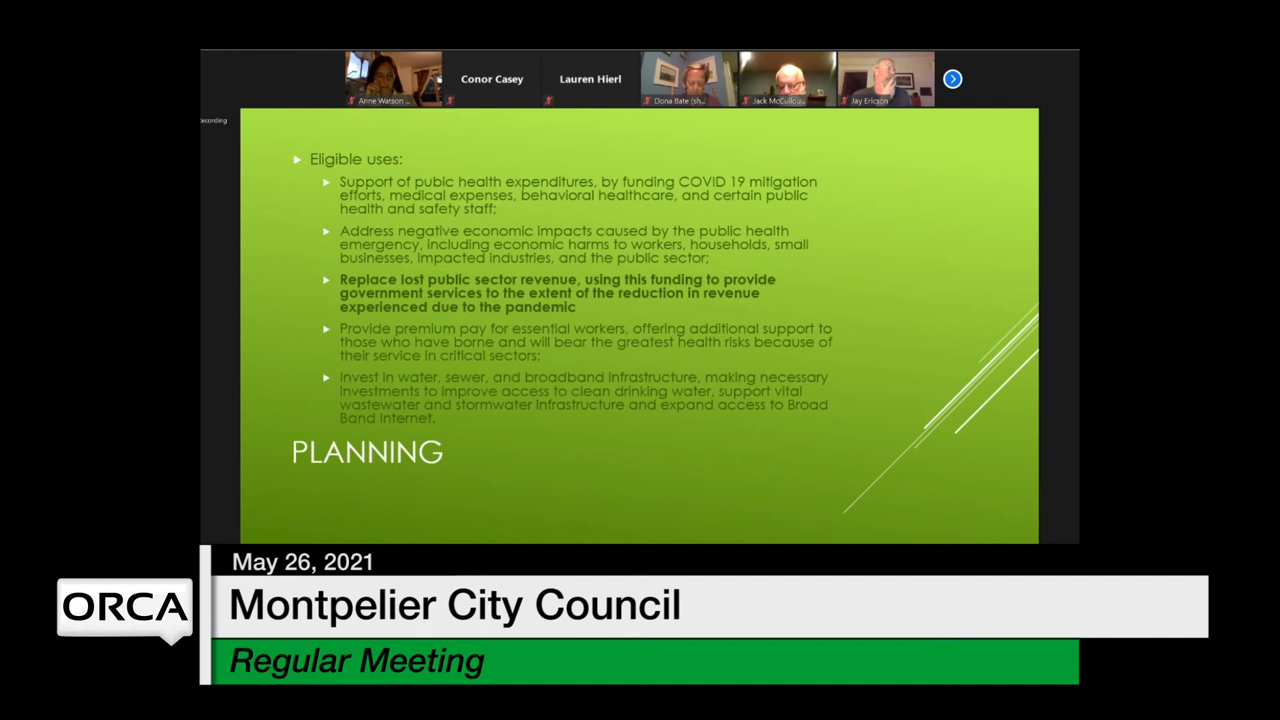 Conor Casey
Lauren Hierl
Anne Watson ...
Dona Bate (sh...
Jack McCullou...
Jay Ericson
ecording
Eligible uses:
Support of pubic health expenditures, by funding COVID 19 mitigation
efforts, medical expenses, behavioral healthcare, and certain public
health and safety staff;
Address negative economic impacts caused by the public health
emergency, including economic harms to workers, households, small
businesses, impacted industries, and the public sector;
Replace lost public sector revenue, using this funding to provide
government services to the extent of the reduction in revenue
experienced due to the pandemic
Provide premium pay for essential workers, offering additional support to
those who have borne and will bear the greatest health risks because of
their service in critical sectors;
Invest in water, sewer, and broadband infrastructure, making necessary
investments to improve access to clean drinking water, support vital
wastewater and stormwater infrastructure and expand access to Broad
Band Internet.
PLANNING
May 26, 2021
ORCA
Montpelier City Council
Regular Meeting